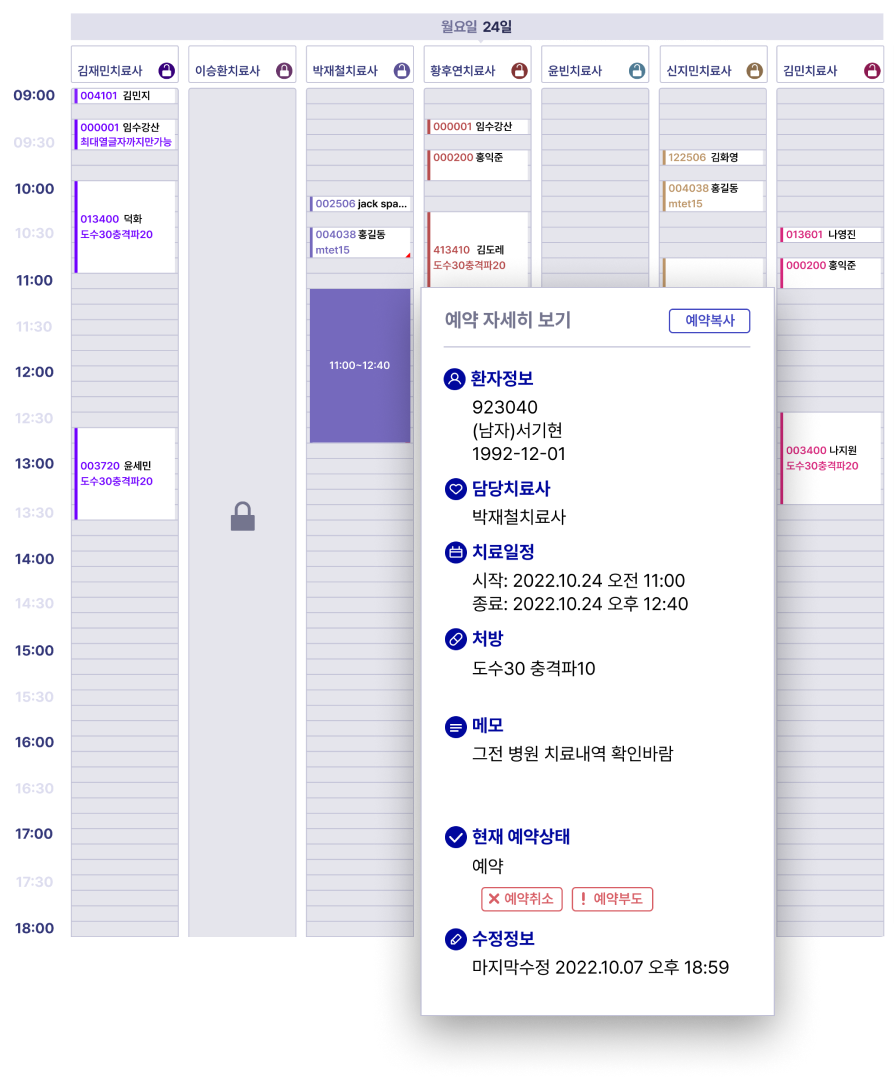 월요일 24일
김재민치료사
이승환치료사
박재철치료사
황후연치료사
윤빈치료사
신지민치료사
김민치료사
09:00
09:30
10:00
10:30
11:00
11:30
12:00
12:30
13:00
13:30
14:00
14:30
15:00
15:30
16:00
16:30
17:00
17:30
18:00
004101 김민지
000001 임수강산
최대열글자까지만가능
013400 덕화
도수30충격파20
003720 윤세민
도수30충격파20
002506 jack spa...
004038 홍길동
mtet15
11:00~12:40
000001 임수강산
000200 홍익준
413410 김도레
도수30충격파20
122506 김화영
004038 홍길동
mtet15
013601 나영진
000200 홍익준
003400 나지원
도수30충격파20
예약 자세히 보기
예약복사
환자정보
923040
(남자)서기현
1992-12-01
담당치료사
박재철치료사
치료일정
시작: 2022.10.24 오전 11:00
종료: 2022.10.24 오후 12:40
처방
도수30 충격파10
메모
그전 병원 치료내역 확인바람
현재 예약상태
예약
예약취소
예약부도
수정정보
마지막수정 2022.10.07 오후 18:59